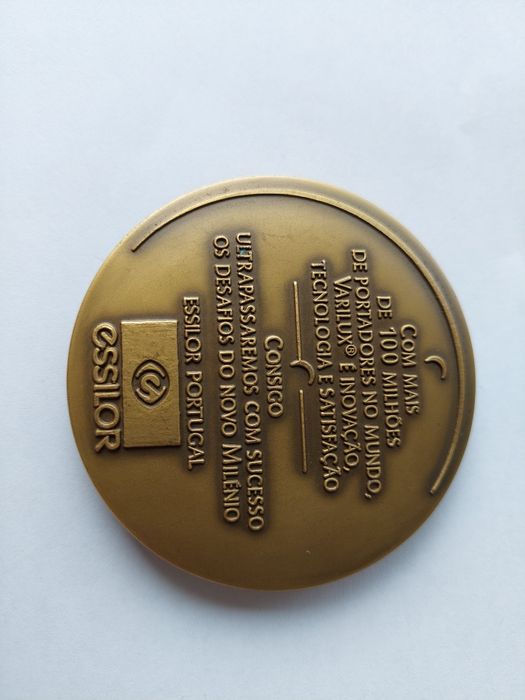 COM MAIS
DE 100 MILHÕES
DE PORTADORES NO MUNDO,
VARILUX® É INOVAÇÃO,
TECNOLOGIA E SATISFAÇÃO
CONSIGO
ULTRAPASSAREMOS COM SUCESSO
OS DESAFIOS DO NOVO MILÉNIO
ESSILOR PORTUGAL
essilor